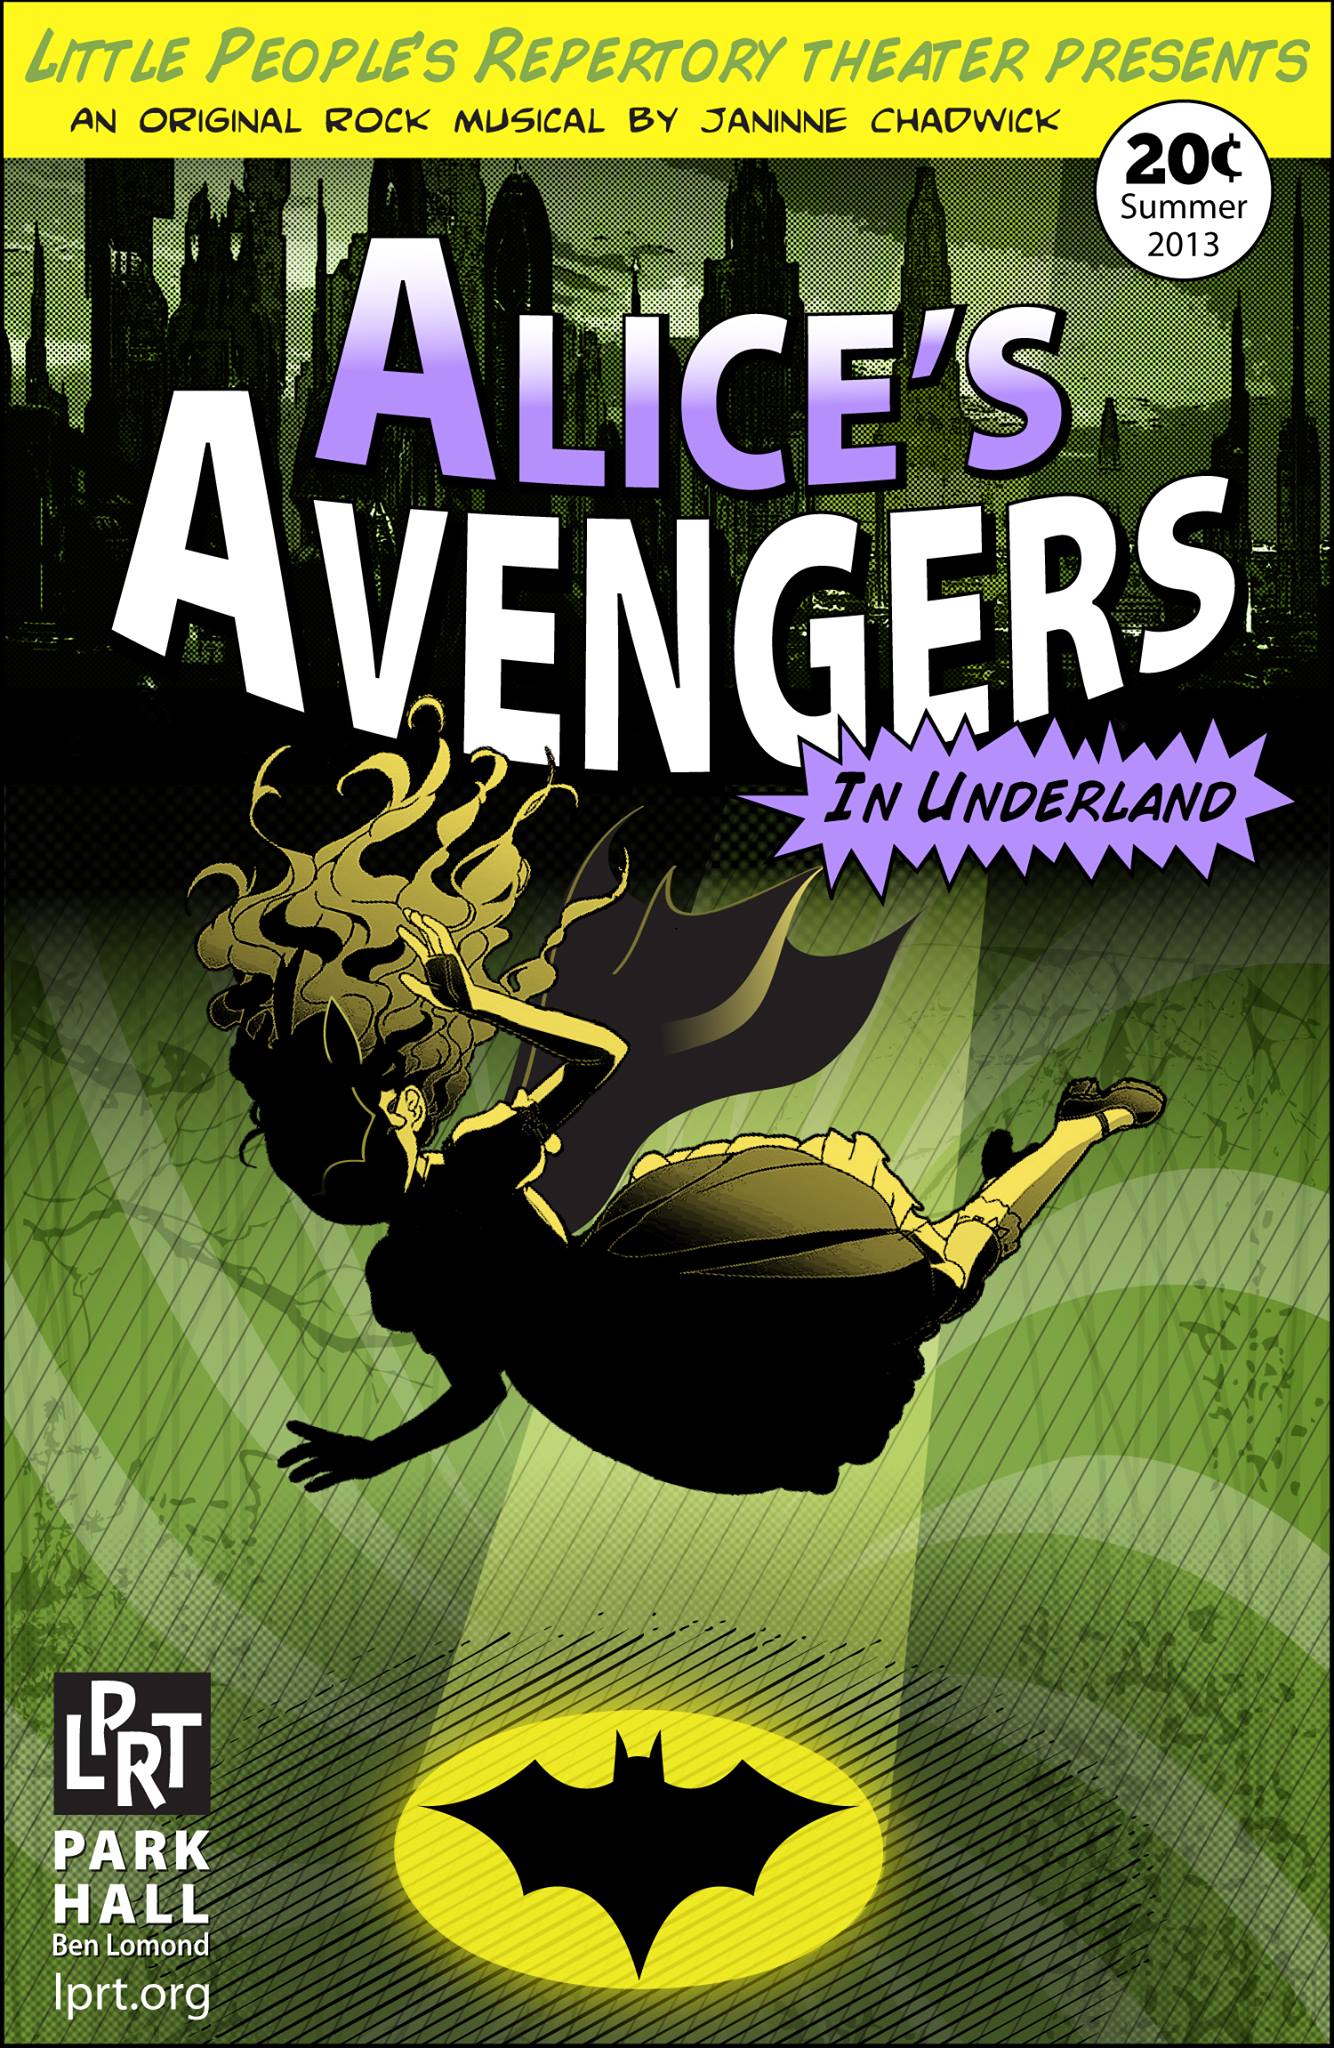 LITTLE PEOPLE'S REPERTORY THEATER PRESENTS
AN ORIGINAL ROCK MUSICAL BY JANINNE CHADWICK
20¢
Summer
2013
ALICE'S
AVENGERS
IN UNDERLAND
LPRT
PARK
HALL
Ben Lomond
lprt.org